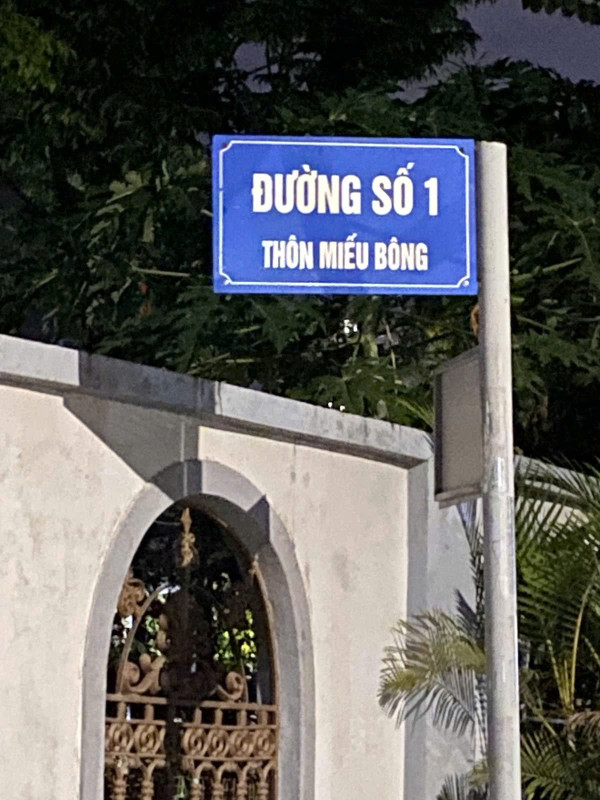 ĐƯỜNG SỐ 1
THÔN MIẾU BÔNG